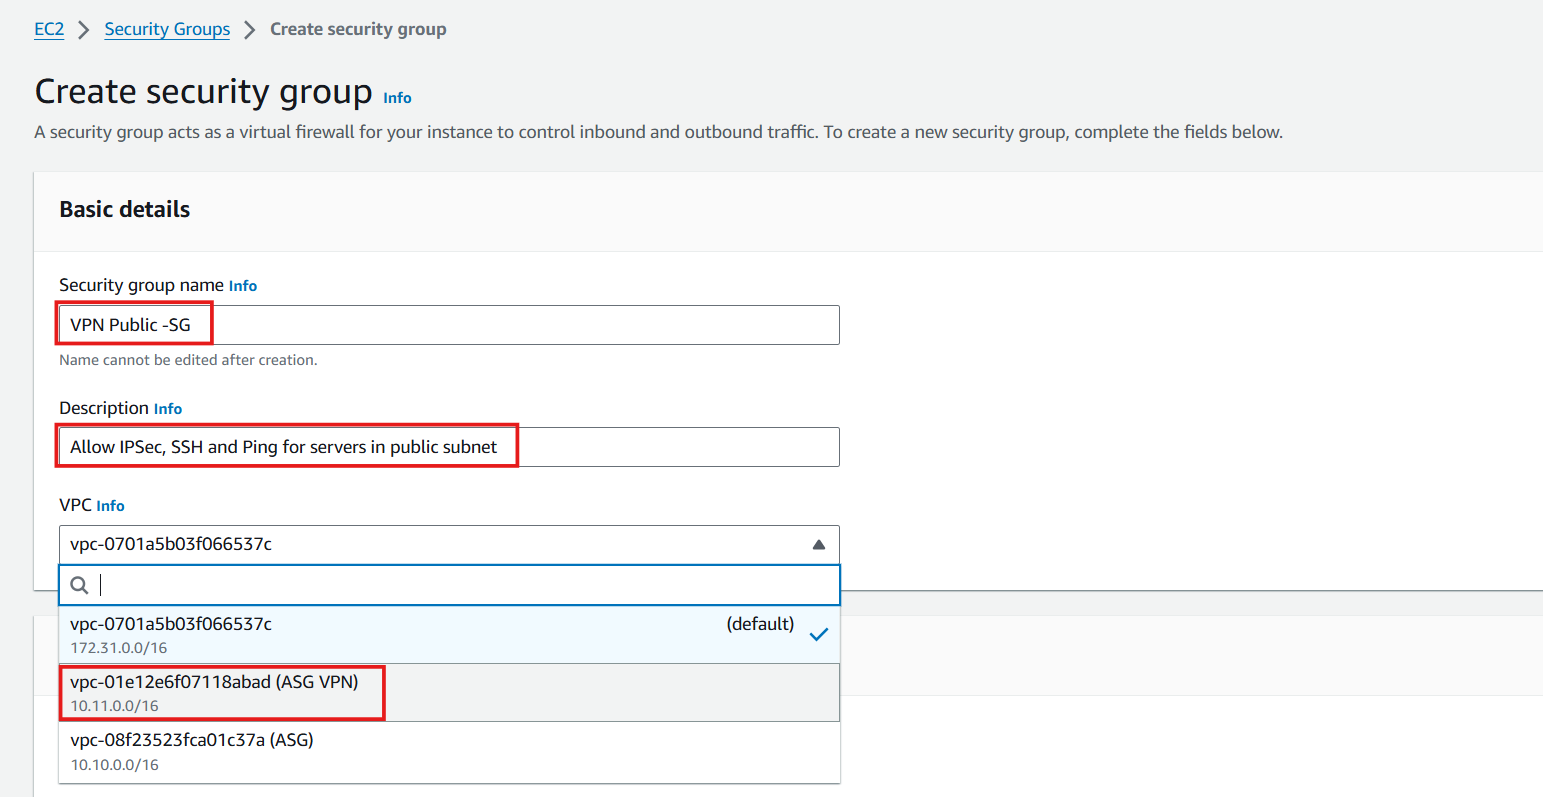 EC2 > Security Groups > Create security group
Create security group Info
A security group acts as a virtual firewall for your instance to control inbound and outbound traffic. To create a new security group, complete the fields below.
Basic details
Security group name Info
VPN Public -SG
Name cannot be edited after creation.
Description Info
Allow IPSec, SSH and Ping for servers in public subnet
VPC Info
vpc-0701a5b03f066537c
vpc-0701a5b03f066537c (default)
172.31.0.0/16
vpc-01e12e6f07118abad (ASG VPN)
10.11.0.0/16
vpc-08f23523fca01c37a (ASG)
10.10.0.0/16